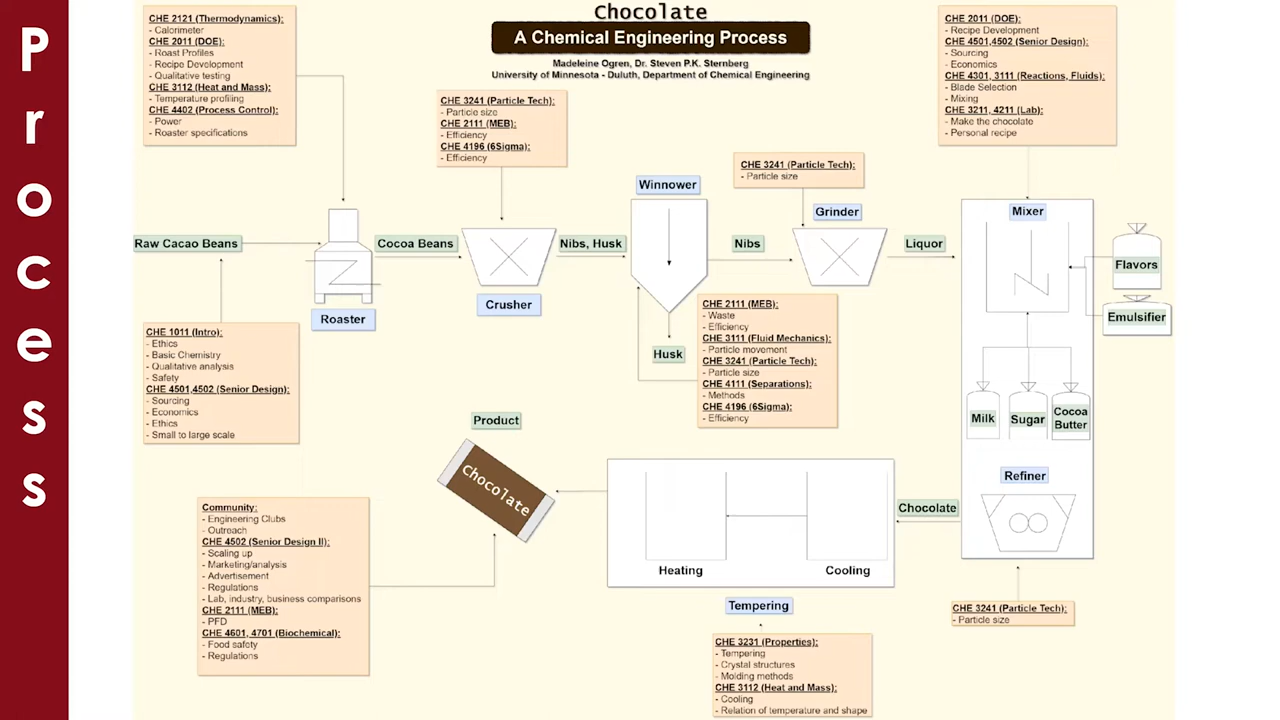 Process
Chocolate
A Chemical Engineering Process
Madeleine Ogren, Dr. Steven P.K. Sternberg
University of Minnesota - Duluth, Department of Chemical Engineering
CHE 2121 (Thermodynamics):
- Calorimeter
CHE 2011 (DOE):
- Roast Profiles
- Recipe Development
- Qualitative testing
CHE 3112 (Heat and Mass):
- Temperature profiling
CHE 4402 (Process Control):
- Power
- Roaster specifications
CHE 3241 (Particle Tech):
- Particle size
CHE 2111 (MEB):
- Efficiency
CHE 4196 (6Sigma):
- Efficiency
CHE 3241 (Particle Tech):
- Particle size
CHE 2011 (DOE):
- Recipe Development
CHE 4501,4502 (Senior Design):
- Sourcing
- Economics
CHE 4301, 3111 (Reactions, Fluids):
- Blade Selection
- Mixing
CHE 3211, 4211 (Lab):
- Make the chocolate
- Personal recipe
Raw Cacao Beans
Roaster
Cocoa Beans
Crusher
Nibs, Husk
Winnower
Husk
Nibs
Grinder
Liquor
Mixer
Flavors
Emulsifier
Milk
Sugar
Cocoa
Butter
Refiner
CHE 1011 (Intro):
- Ethics
- Basic Chemistry
- Qualitative analysis
- Safety
CHE 4501,4502 (Senior Design):
- Sourcing
- Economics
- Ethics
- Small to large scale
CHE 2111 (MEB):
- Waste
- Efficiency
CHE 3111 (Fluid Mechanics):
- Particle movement
CHE 3241 (Particle Tech):
- Particle size
CHE 4111 (Separations):
- Methods
CHE 4196 (6Sigma):
- Efficiency
Product
chocolate
Chocolate
Heating
Cooling
Tempering
Community:
- Engineering Clubs
- Outreach
CHE 4502 (Senior Design II):
- Scaling up
- Marketing/analysis
- Advertisement
- Regulations
- Lab, industry, business comparisons
CHE 2111 (MEB):
- PFD
CHE 4601, 4701 (Biochemical):
- Food safety
- Regulations
CHE 3231 (Properties):
- Tempering
- Crystal structures
- Molding methods
CHE 3112 (Heat and Mass):
- Cooling
- Relation of temperature and shape
CHE 3241 (Particle Tech):
- Particle size